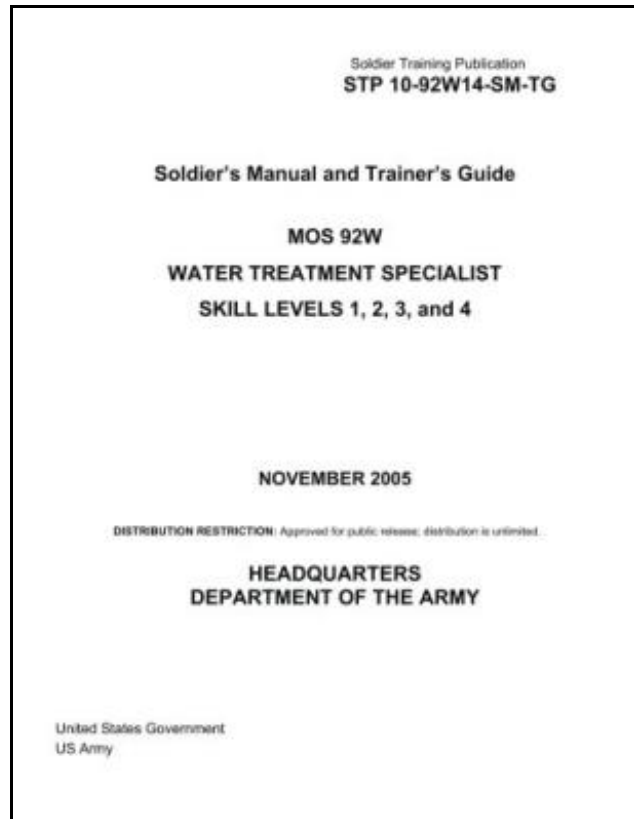 Soldier Training Publication
STP 10-92W14-SM-TG
Soldier's Manual and Trainer's Guide
MOS 92W
WATER TREATMENT SPECIALIST
SKILL LEVELS 1, 2, 3, and 4
NOVEMBER 2005
DISTRIBUTION RESTRICTION: Approved for public release; distribution is unlimited.
HEADQUARTERS
DEPARTMENT OF THE ARMY
United States Government
US Army